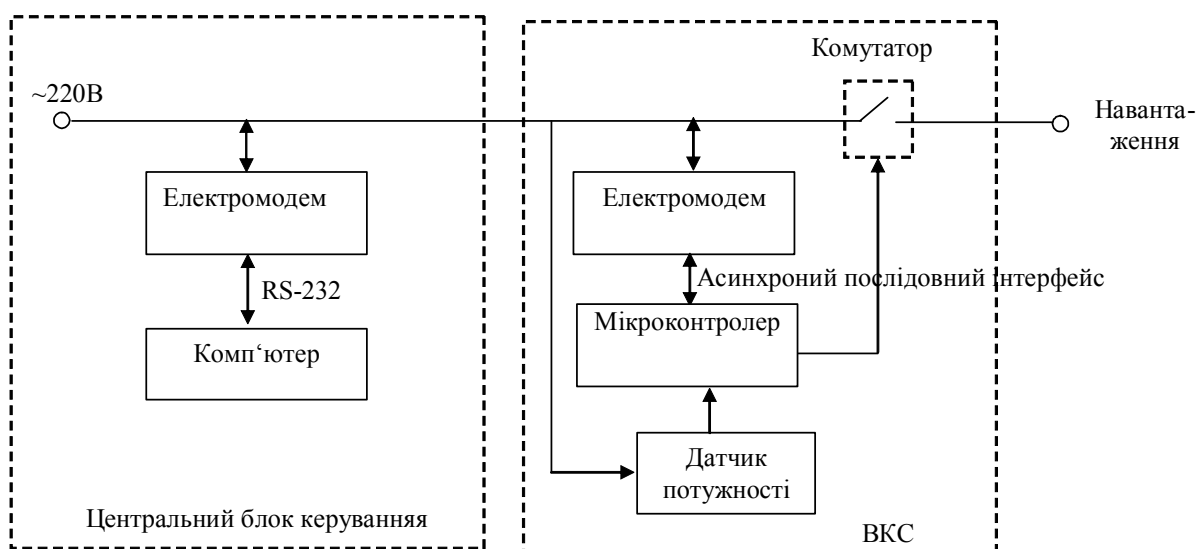 ~220В
Електромодем
RS-232
Комп‘ютер
Центральний блок керуванняя
Комутатор
Наванта-
ження
Електромодем
Асинхроний послідовний інтерфейс
Мікроконтролер
Датчик
потужності
ВКС